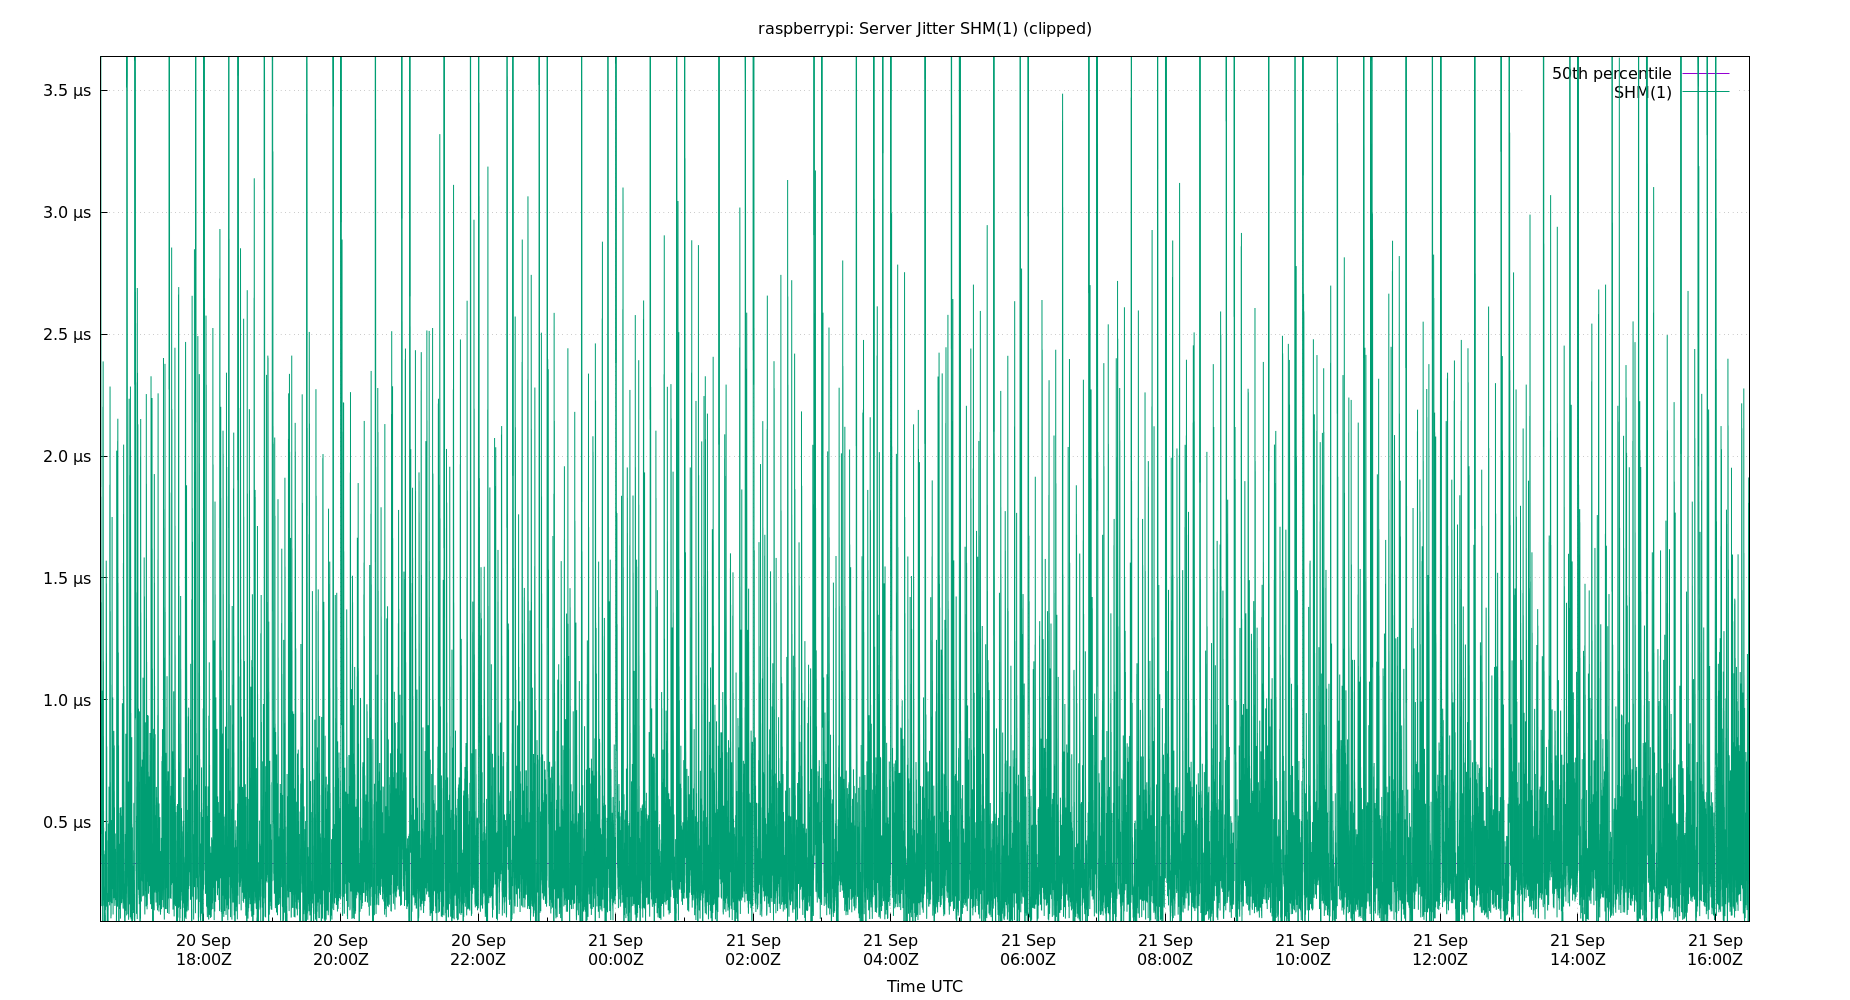 raspberrypi: Server Jitter SHM(1) (clipped)
50th percentile
SHM(1)
3.5 µs
3.0 µs
2.5 µs
2.0 µs
1.5 µs
1.0 µs
0.5 µs
20 Sep 20 Sep 20 Sep 21 Sep 21 Sep 21 Sep 21 Sep 21 Sep 21 Sep 21 Sep 21 Sep 21 Sep
18:00Z 20:00Z 22:00Z 00:00Z 02:00Z 04:00Z 06:00Z 08:00Z 10:00Z 12:00Z 14:00Z 16:00Z
Time UTC